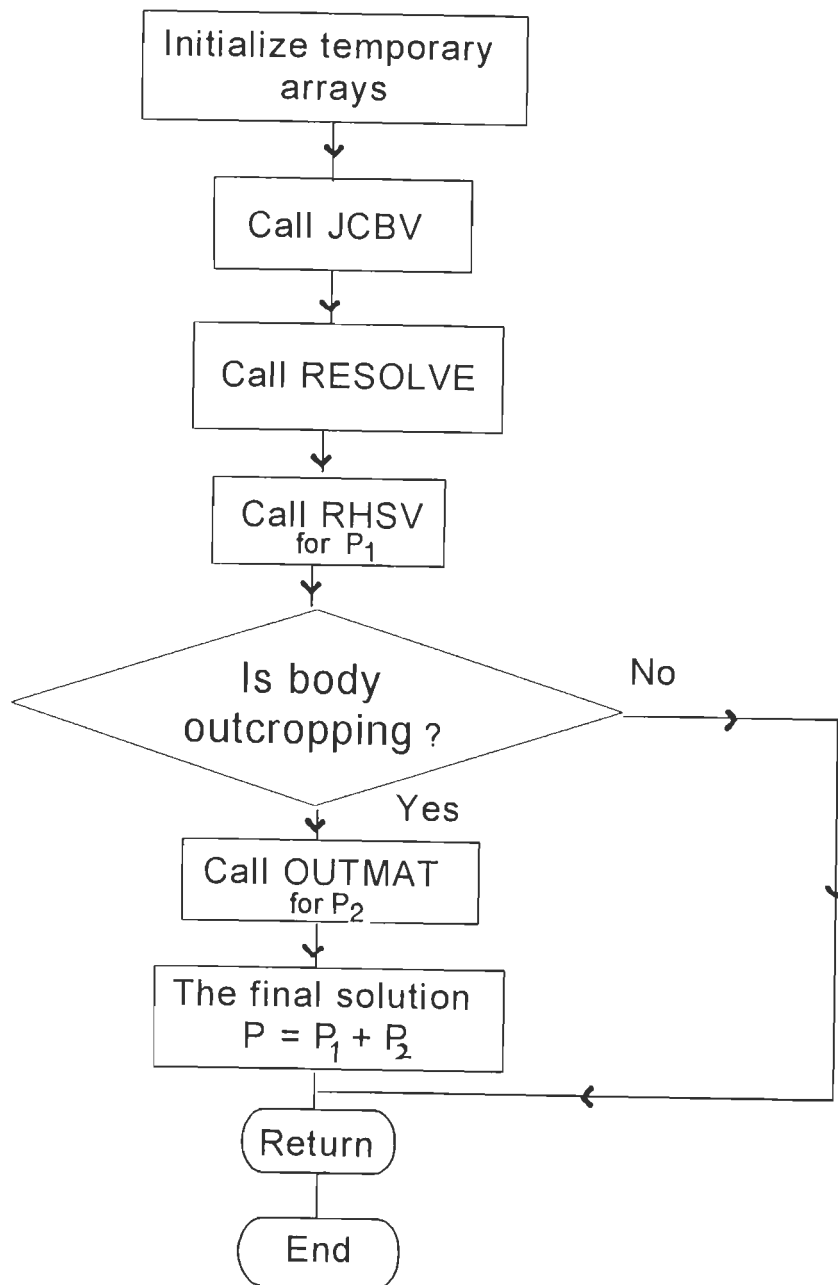 Initialize temporary
arrays
Call JCBV
Call RESOLVE
Call RHSV
for P₁
Is body
outcropping ?
No
Yes
Call OUTMAT
for P₂
The final solution
P = P₁ + P₂
Return
End